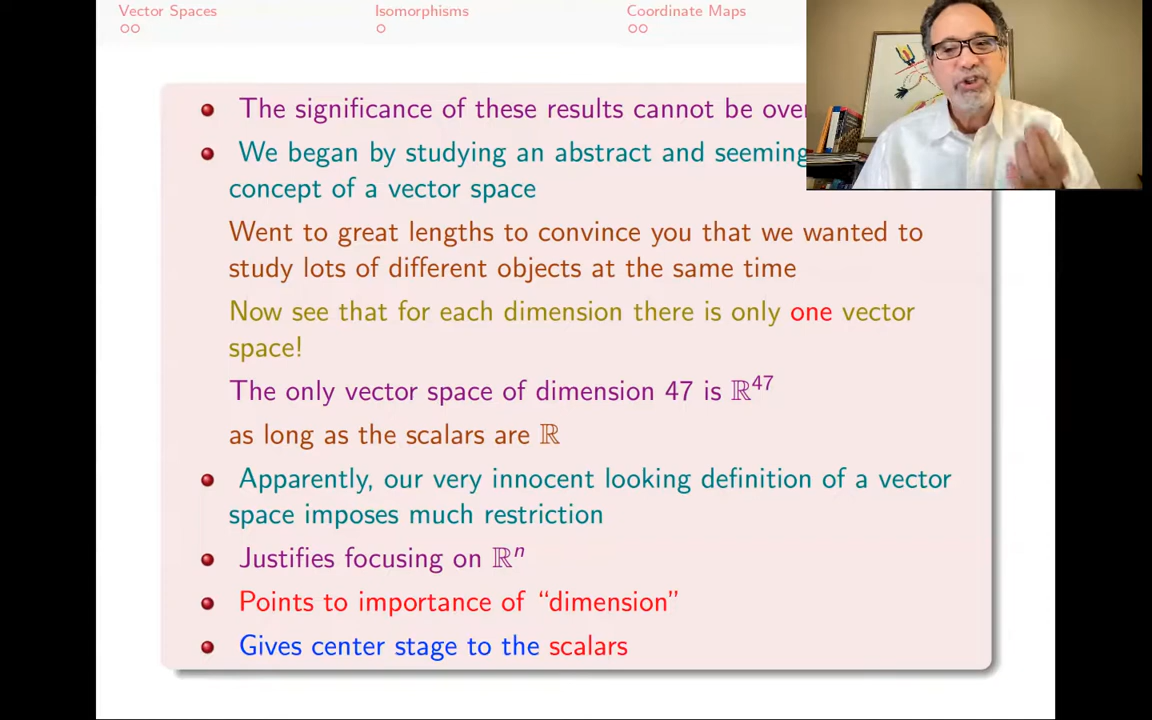 Vector Spaces
Isomorphisms
Coordinate Maps
The significance of these results cannot be
We began by studying an abstract and
concept of a vector space
Went to great lengths to convince you that we wanted to
study lots of different objects at the same time
Now see that for each dimension there is only one vector
space!
The only vector space of dimension 47 is ℝ⁴⁷
as long as the scalars are ℝ
Apparently, our very innocent looking definition of a vector
space imposes much restriction
Justifies focusing on ℝⁿ
Points to importance of “dimension”
Gives center stage to the scalars